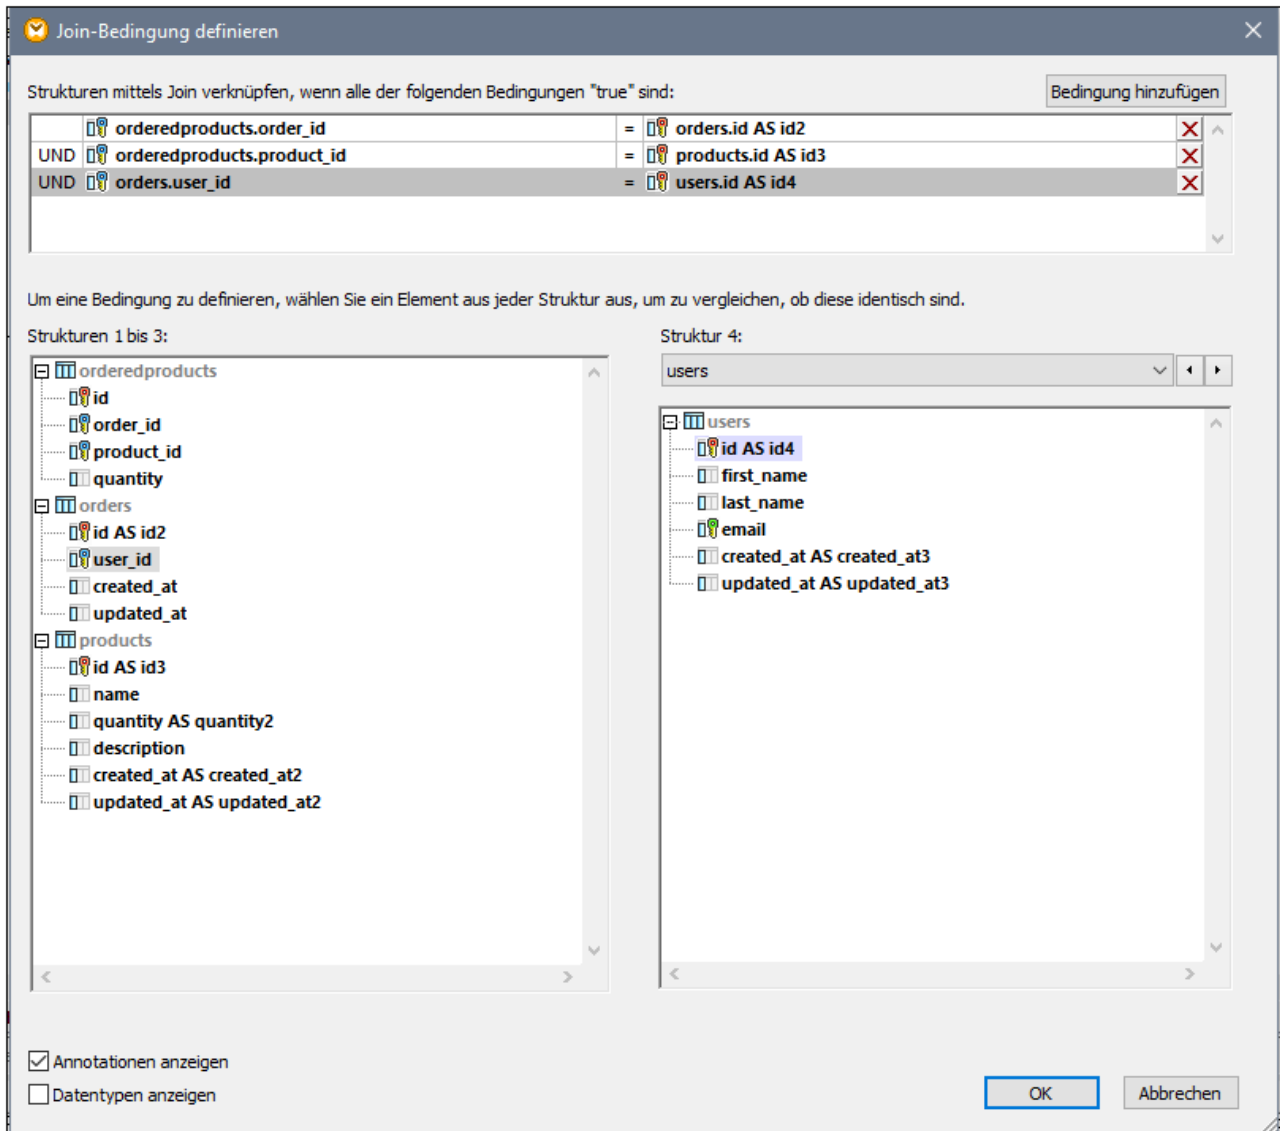 Join-Bedingung definieren
Strukturen mittels Join verknüpfen, wenn alle der folgenden Bedingungen "true" sind:
Bedingung hinzufügen
orderedproducts.order_id = orders.id AS id2
UND orderedproducts.product_id = products.id AS id3
UND orders.user_id = users.id AS id4
Um eine Bedingung zu definieren, wählen Sie ein Element aus jeder Struktur aus, um zu vergleichen, ob diese identisch sind.
Strukturen 1 bis 3:
orderedproducts
id
order_id
product_id
quantity
orders
id AS id2
user_id
created_at
updated_at
products
id AS id3
name
quantity AS quantity2
description
created_at AS created_at2
updated_at AS updated_at2
Struktur 4:
users
users
id AS id4
first_name
last_name
email
created_at AS created_at3
updated_at AS updated_at3
Annotationen anzeigen
Datentypen anzeigen
OK
Abbrechen